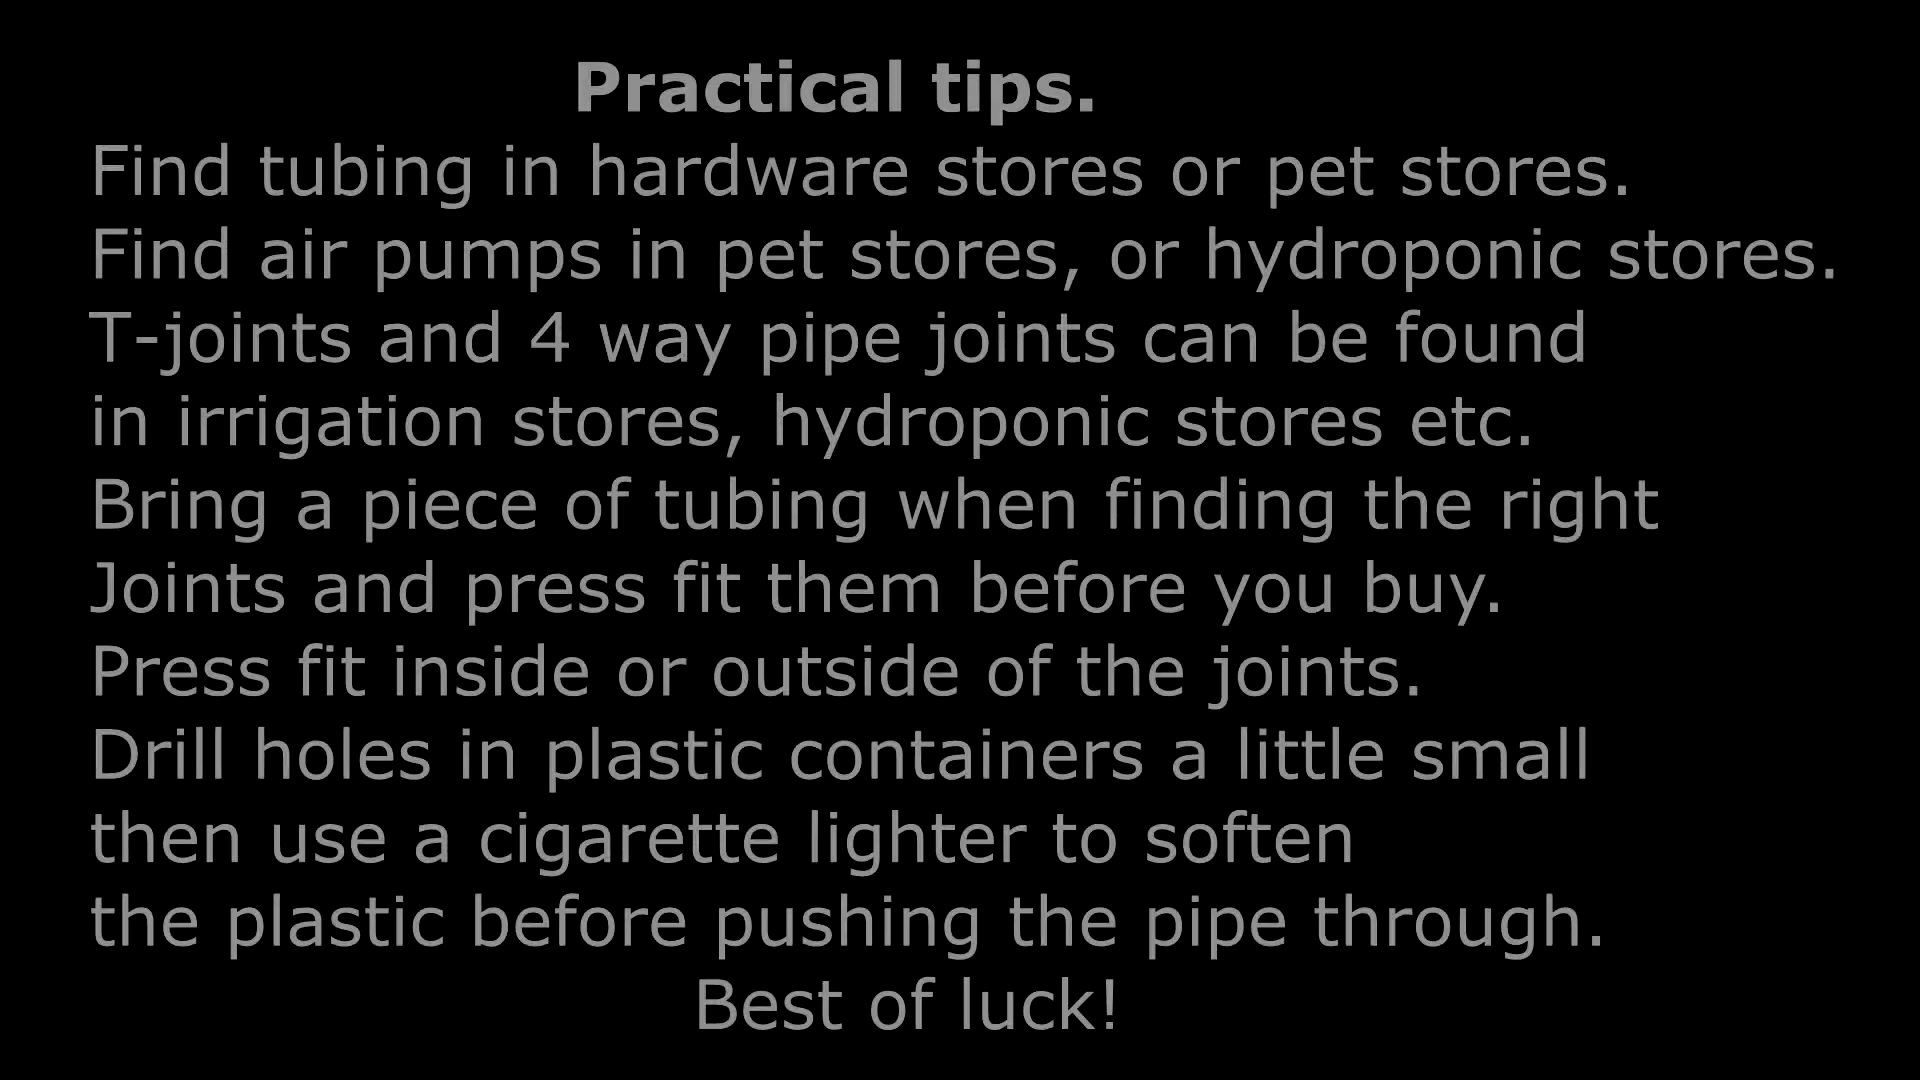 Practical tips.
Find tubing in hardware stores or pet stores.
Find air pumps in pet stores, or hydroponic stores.
T-joints and 4 way pipe joints can be found
in irrigation stores, hydroponic stores etc.
Bring a piece of tubing when finding the right
Joints and press fit them before you buy.
Press fit inside or outside of the joints.
Drill holes in plastic containers a little small
then use a cigarette lighter to soften
the plastic before pushing the pipe through.
Best of luck!